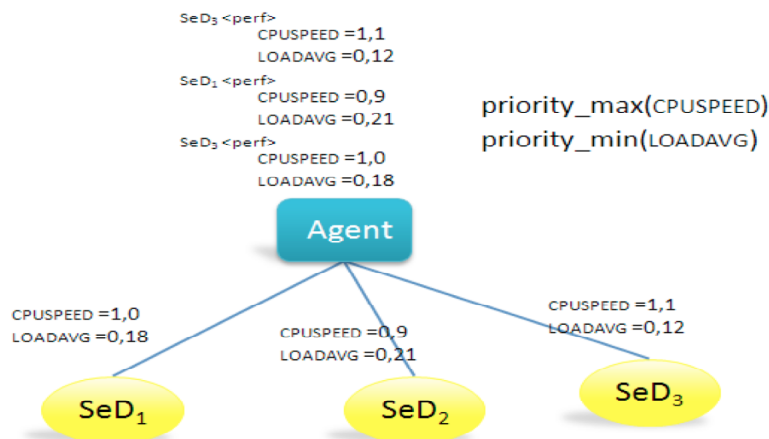 SeD₃ <perf>
CPUSPEED =1,1
LOADAVG =0,12
SeD₁ <perf>
CPUSPEED =0,9
LOADAVG =0,21
SeD₃ <perf>
CPUSPEED =1,0
LOADAVG =0,18
priority_max(CPUSPEED)
priority_min(LOADAVG)
Agent
CPUSPEED =1,0
LOADAVG =0,18
CPUSPEED =0,9
LOADAVG =0,21
CPUSPEED =1,1
LOADAVG =0,12
SeD₁
SeD₂
SeD₃